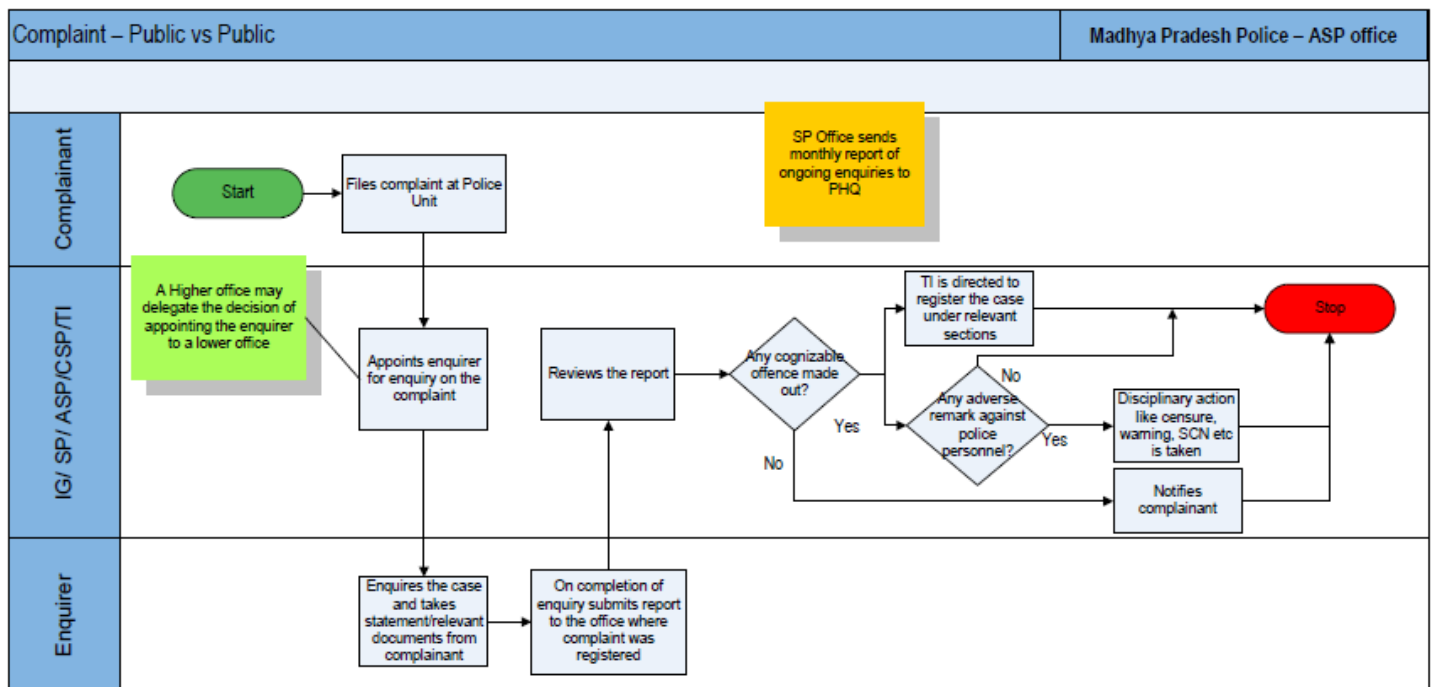 Complaint – Public vs Public
Madhya Pradesh Police – ASP office
Complainant
Start
Files complaint at Police
Unit
SP Office sends
monthly report of
ongoing enquiries to
PHQ
IG/ SP/ ASP/CSP/TI
A Higher office may
delegate the decision of
appointing the enquirer
to a lower office
Appoints enquirer
for enquiry on the
complaint
Reviews the report
Any cognizable
offence made
out?
Yes
No
TI is directed to
register the case
under relevant
sections
No
Any adverse
remark against
police
personnel?
Yes
Disciplinary action
like censure,
warning, SCN etc
is taken
Notifies
complainant
Stop
Enquirer
Enquires the case
and takes
statement/relevant
documents from
complainant
On completion of
enquiry submits report
to the office where
complaint was
registered